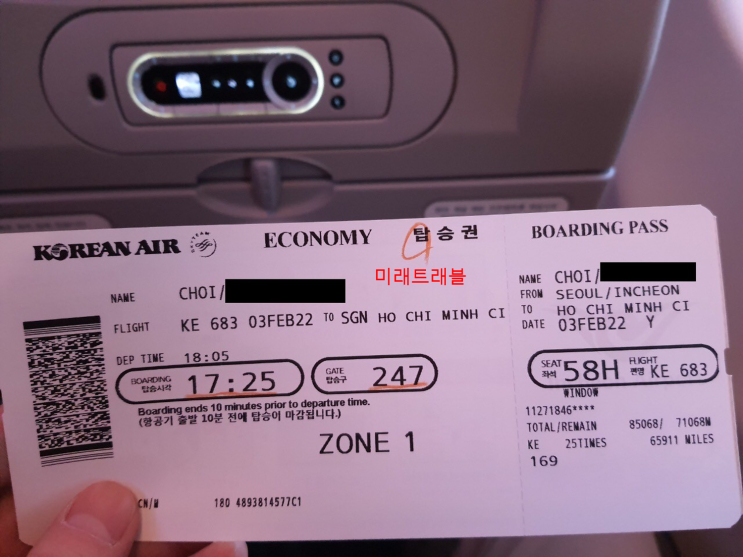 KOREAN AIR SKYTEAM ECONOMY 탑승권 BOARDING PASS
미래트래블
NAME CHOI/
FLIGHT KE 683 03FEB22 TO SGN HO CHI MINH CI
DEP TIME 18:05
BOARDING 탑승시각 17:25 GATE 탑승구 247
Boarding ends 10 minutes prior to departure time.
(항공기 출발 10분 전에 탑승이 마감됩니다.)
ZONE 1
CN/M 180 4893814577C1
NAME CHOI/
FROM SEOUL/INCHEON
TO HO CHI MINH CI
DATE 03FEB22 Y
SEAT 좌석 58H FLIGHT 편명 KE 683
WINDOW
11271846****
TOTAL/REMAIN 85068/ 71068M
KE 25TIMES 65911 MILES
169